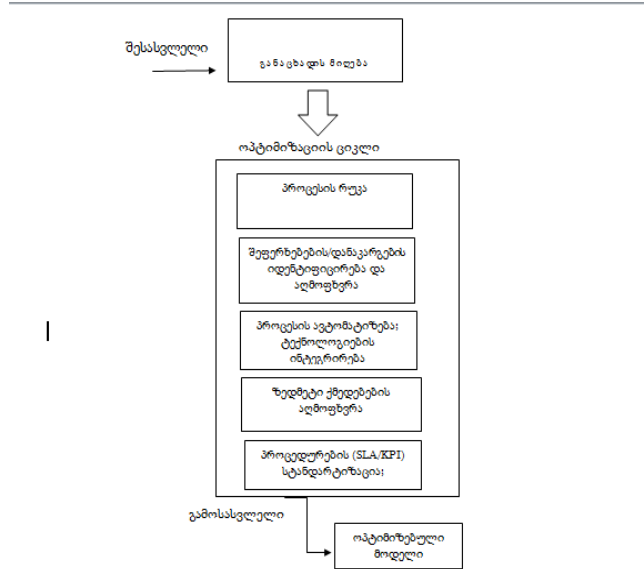 შესასვლელი
განაცხადის მიღება
ოპტიმიზაციის ციკლი
პროცესის რუკა
შეფერხებების/დანაკარგების
იდენტიფიცირება და
აღმოფხვრა
პროცესის ავტომატიზება;
ტექნოლოგიების
ინტეგრირება
ზედმეტი ქმედებების
აღმოფხვრა
პროცედურების (SLA/KPI)
სტანდარტიზაცია;
გამოსასვლელი
ოპტიმიზებული
მოდელი